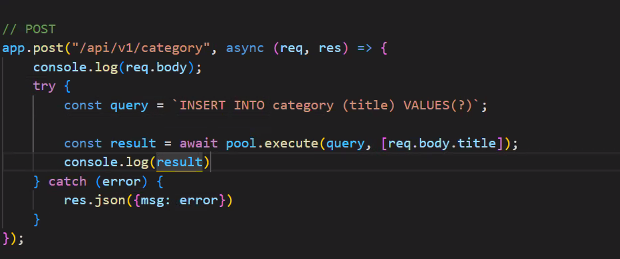 // POST
app.post("/api/v1/category", async (req, res) => {
    console.log(req.body);
    try {
        const query = `INSERT INTO category (title) VALUES(?)`;
        const result = await pool.execute(query, [req.body.title]);
        console.log(result)
    } catch (error) {
        res.json({msg: error})
    }
});